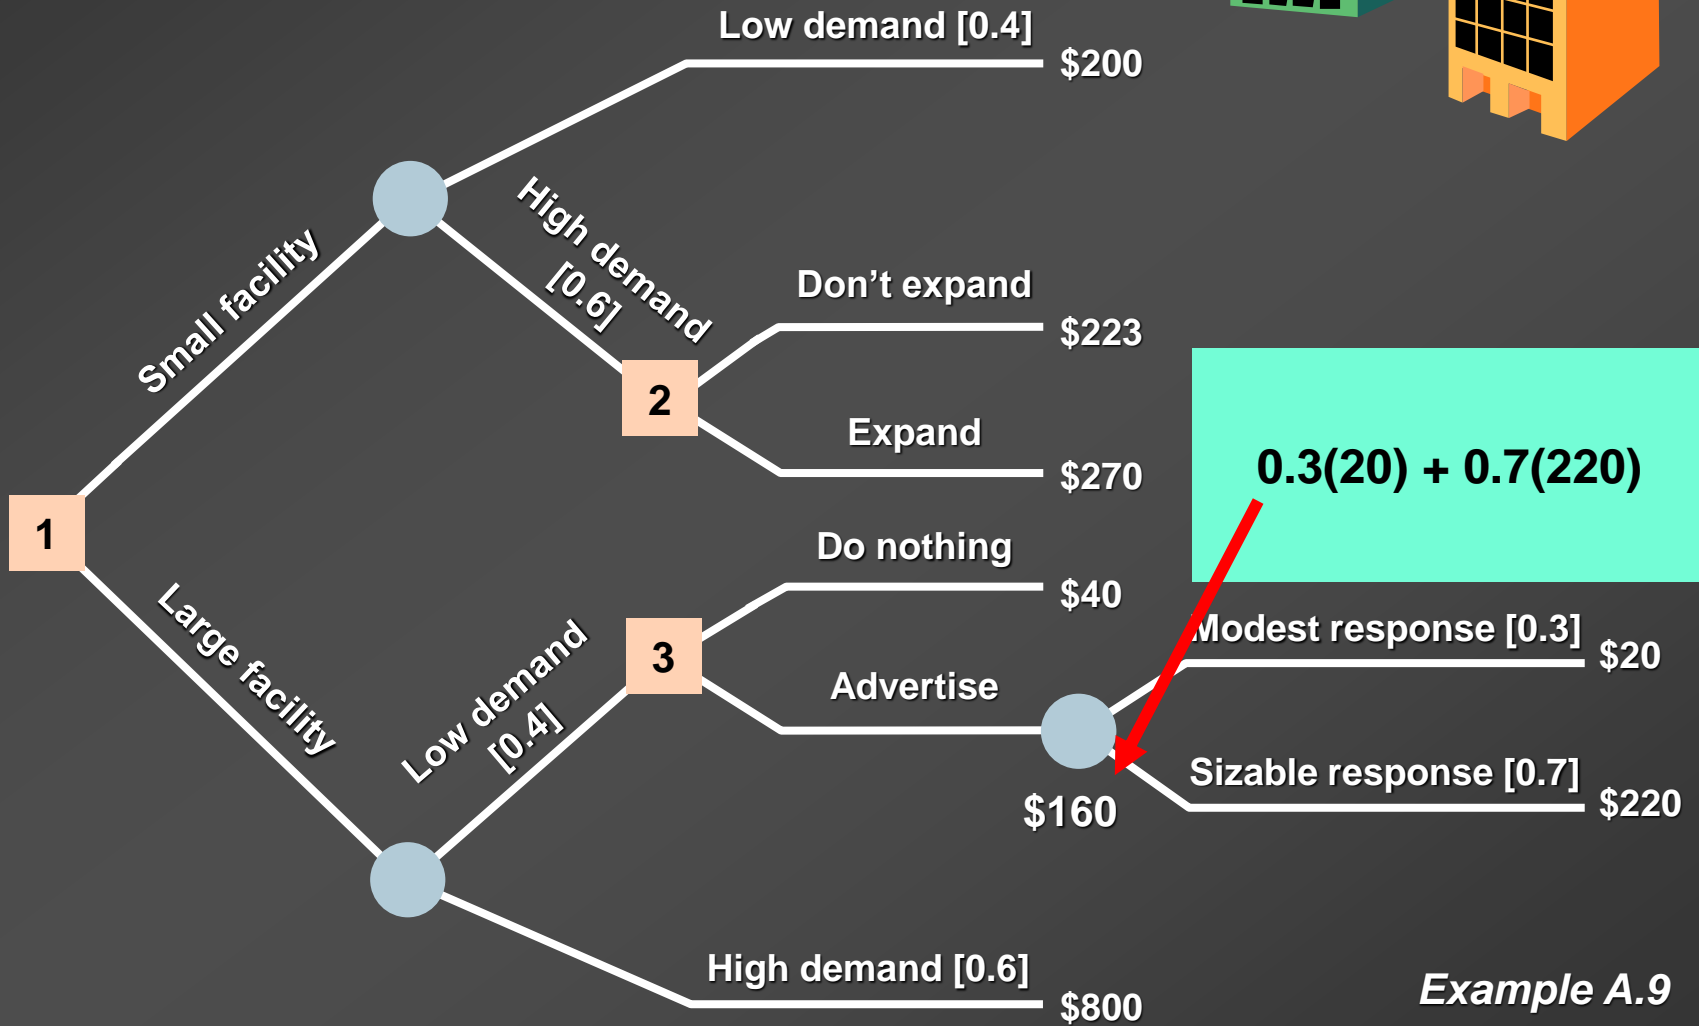 Low demand [0.4]
$200
Small facility
High demand
[0.6]
Don’t expand
$223
2
Expand
$270
0.3(20) + 0.7(220)
1
Do nothing
$40
Large facility
Low demand
[0.4]
3
Advertise
Modest response [0.3]
$20
Sizable response [0.7]
$220
$160
High demand [0.6]
$800
Example A.9